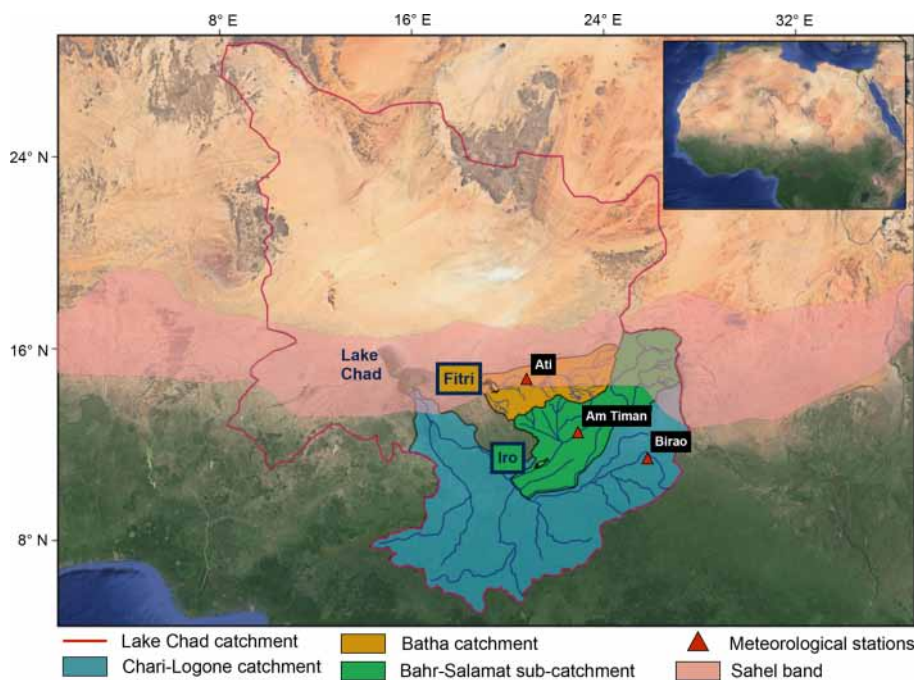 8° E 16° E 24° E 32° E
24° N
16° N
8° N
Lake
Chad
Fitri
Ati
Am Timan
Birao
Iro
Lake Chad catchment
Batha catchment
Meteorological stations
Chari-Logone catchment
Bahr-Salamat sub-catchment
Sahel band